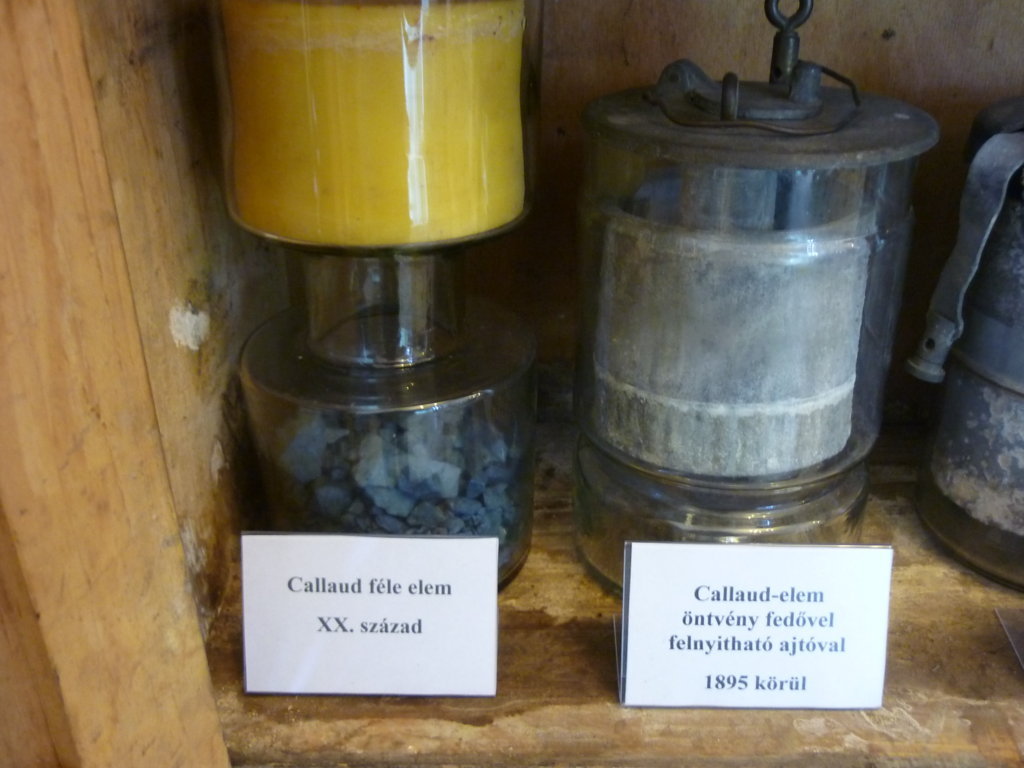 Callaud féle elem
XX. század
Callaud-elem
öntvény fedővel
felnyitható ajtóval
1895 körül